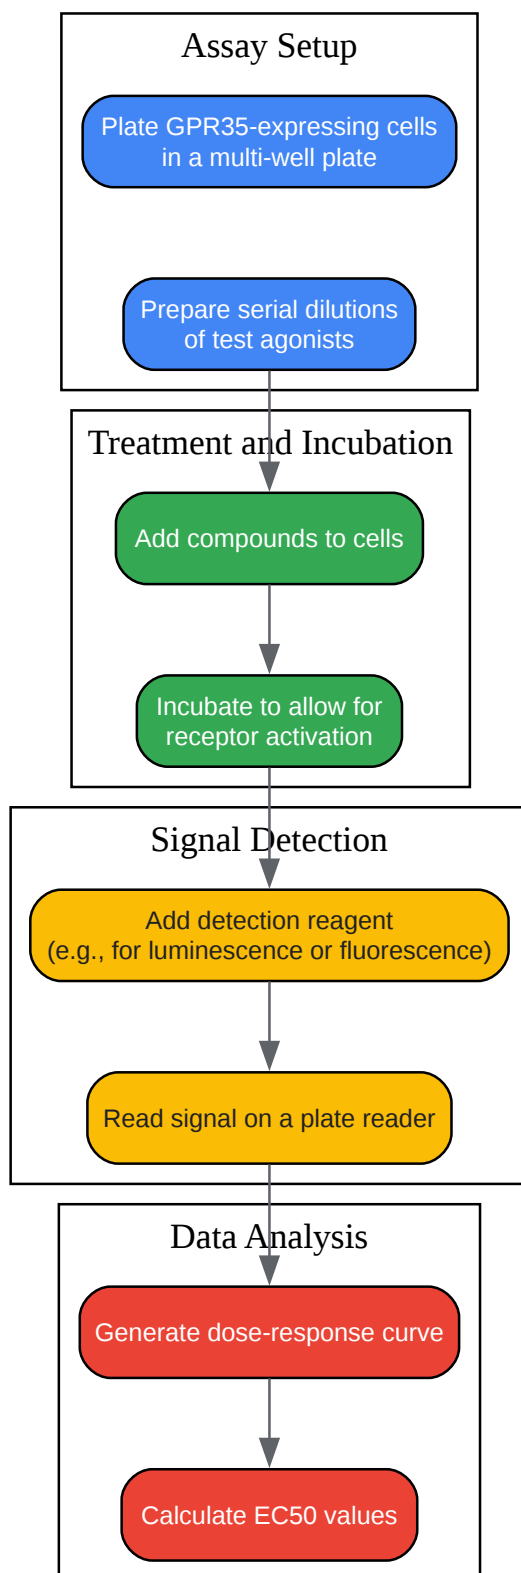 Assay Setup
Plate GPR35-expressing cells
in a multi-well plate
Prepare serial dilutions
of test agonists
Treatment and Incubation
Add compounds to cells
Incubate to allow for
receptor activation
Signal Detection
Add detection reagent
(e.g., for luminescence or fluorescence)
Read signal on a plate reader
Data Analysis
Generate dose-response curve
Calculate EC50 values